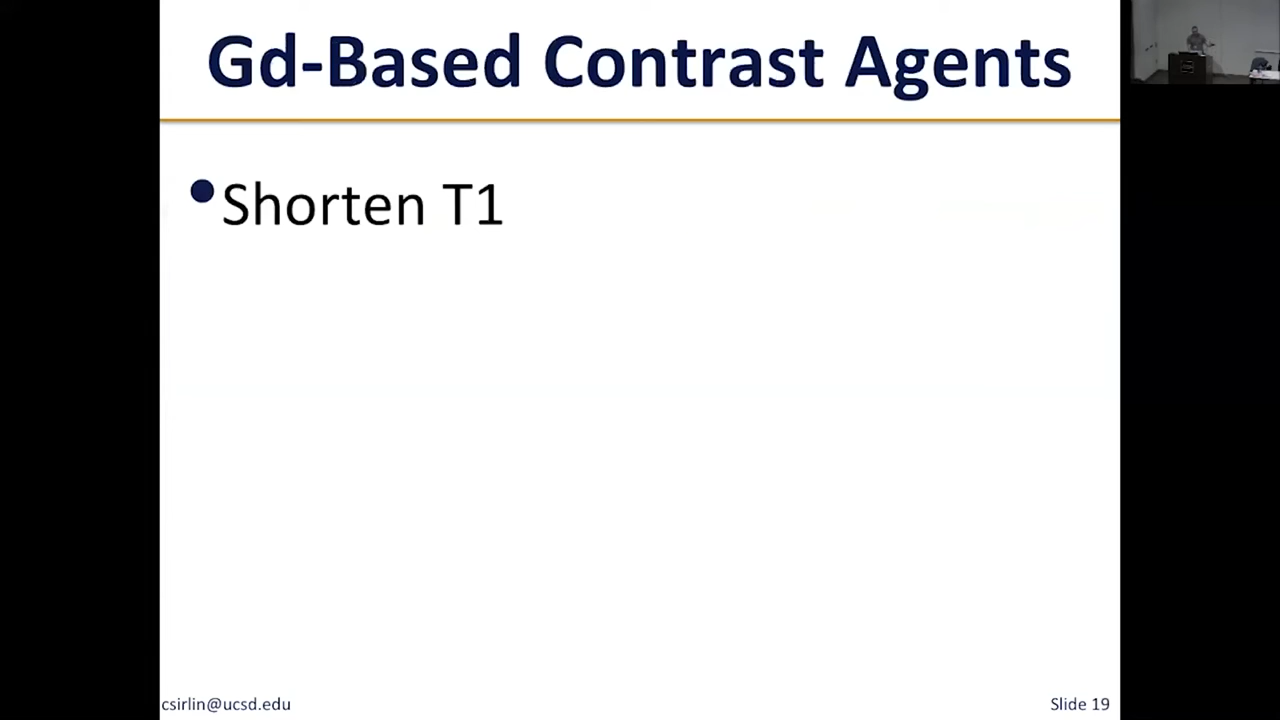 Gd-Based Contrast Agents
•Shorten T1
csirlin@ucsd.edu
Slide 19